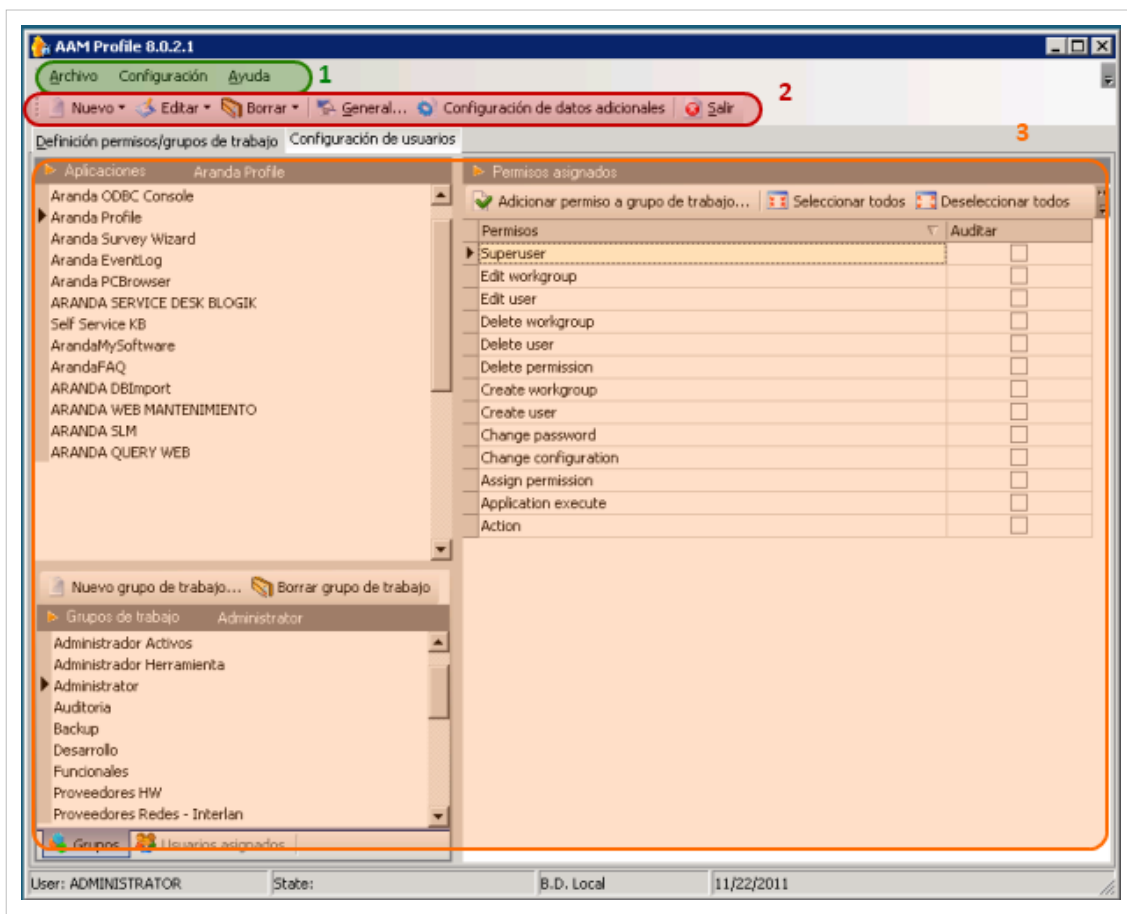 AAM Profile 8.0.2.1
Archivo Configuración Ayuda 1
Nuevo Editar Borrar General... Configuración de datos adicionales Salir 2
Definición permisos/grupos de trabajo Configuración de usuarios
3
Aplicaciones Aranda Profile
Aranda ODBC Console
Aranda Profile
Aranda Survey Wizard
Aranda EventLog
Aranda PCBrowser
ARANDA SERVICE DESK BLOGIK
Self Service KB
ArandaMySoftware
ArandaFAQ
ARANDA DBImport
ARANDA WEB MANTENIMIENTO
ARANDA SLM
ARANDA QUERY WEB
Nuevo grupo de trabajo... Borrar grupo de trabajo
Grupos de trabajo Administrator
Administrador Activos
Administrador Herramienta
Administrator
Auditoria
Backup
Desarrollo
Funcionales
Proveedores HW
Proveedores Redes - Interlan
Grupos Usuarios asignados
Permisos asignados
Adicionar permiso a grupo de trabajo... Seleccionar todos Deseleccionar todos
Permisos Auditar
Superuser
Edit workgroup
Edit user
Delete workgroup
Delete user
Delete permission
Create workgroup
Create user
Change password
Change configuration
Assign permission
Application execute
Action
User: ADMINISTRATOR State: B.D. Local 11/22/2011